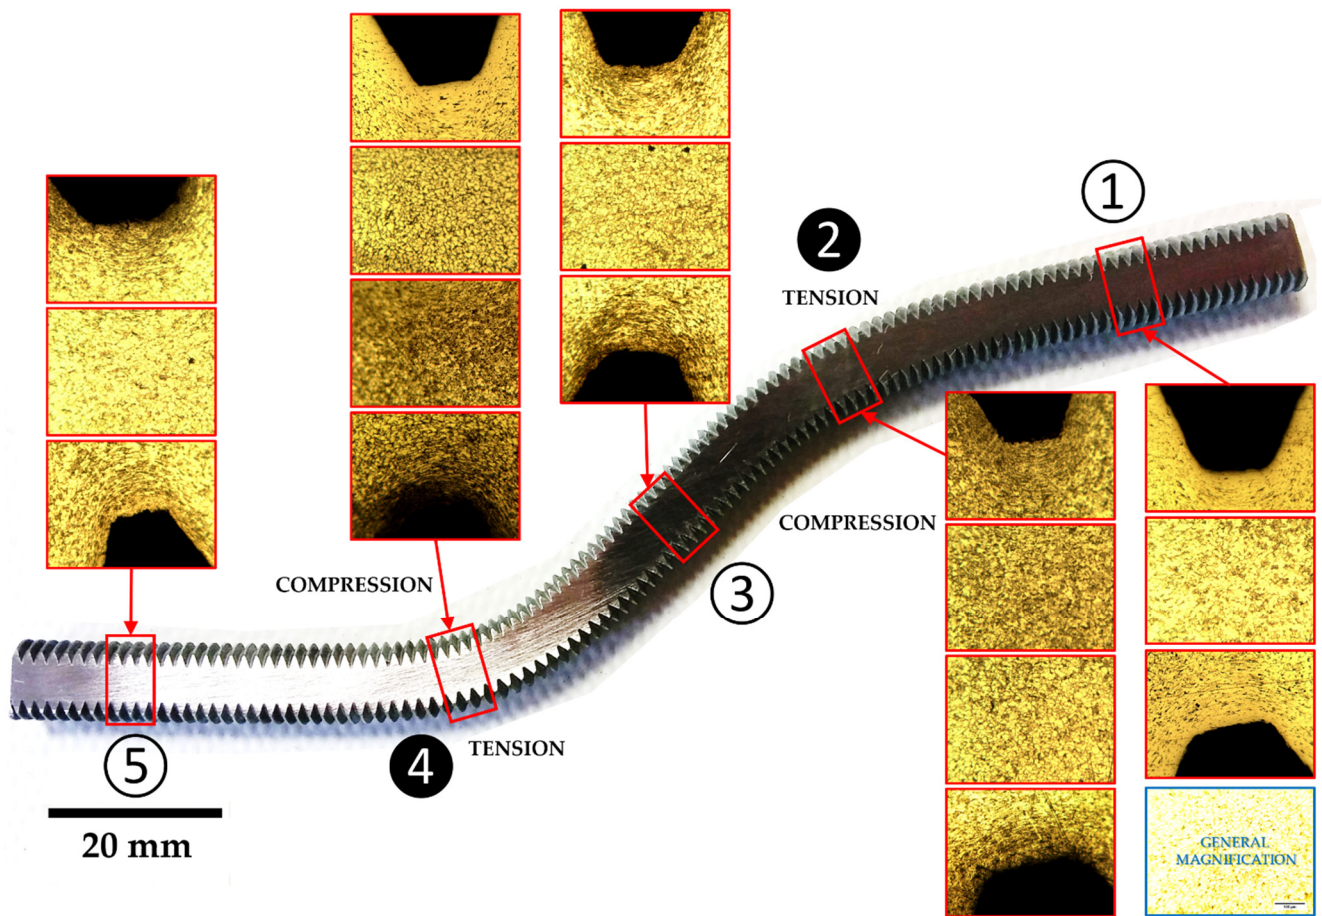 1
2
TENSION
COMPRESSION
3
COMPRESSION
4
TENSION
5
20 mm
GENERAL
MAGNIFICATION